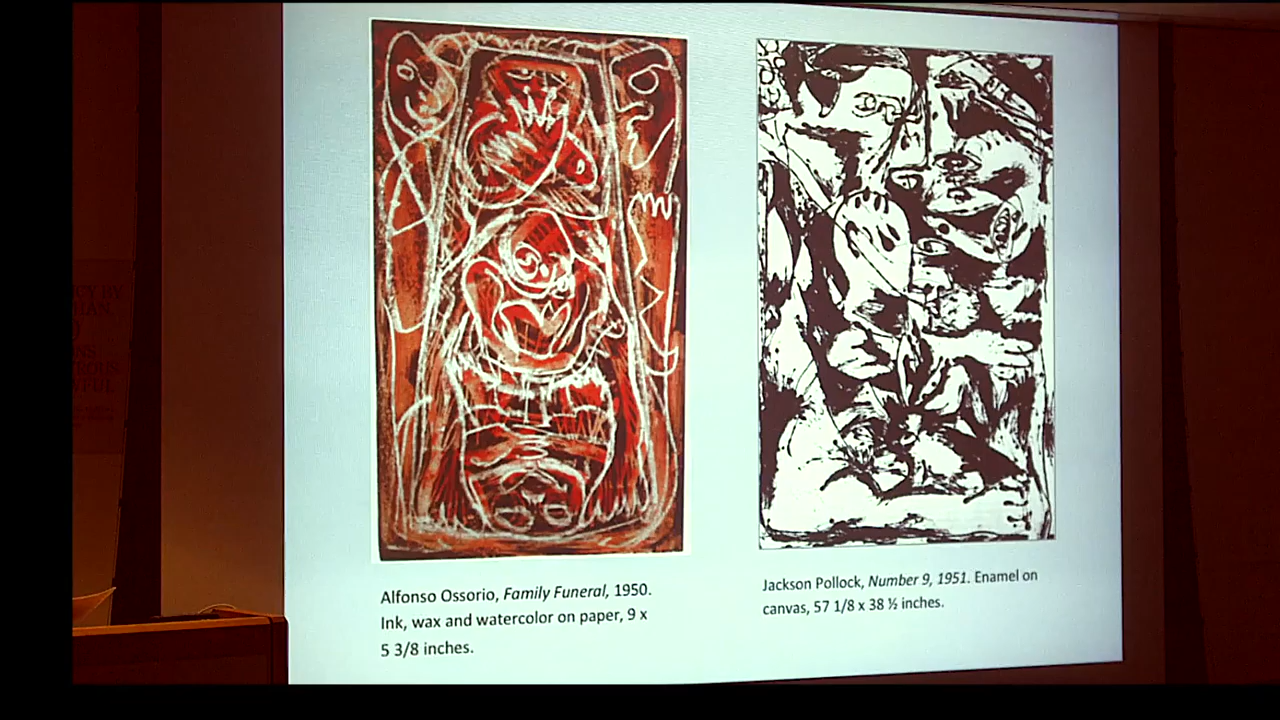 Alfonso Ossorio, Family Funeral, 1950.
Ink, wax and watercolor on paper, 9 x
5 3/8 inches.
Jackson Pollock, Number 9, 1951. Enamel on
canvas, 57 1/8 x 38 ½ inches.